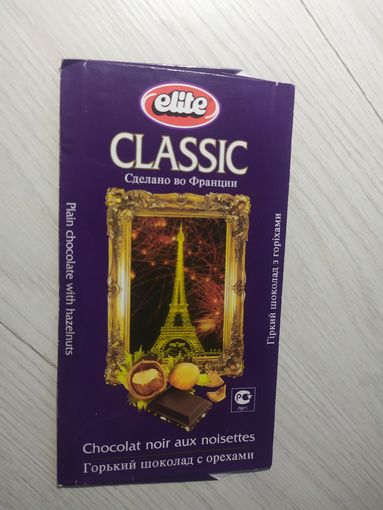 elite
CLASSIC
Сделано во Франции
Plain chocolate with hazelnuts
Гіркий шоколад з горіхами
Chocolat noir aux noisettes
Горький шоколад с орехами